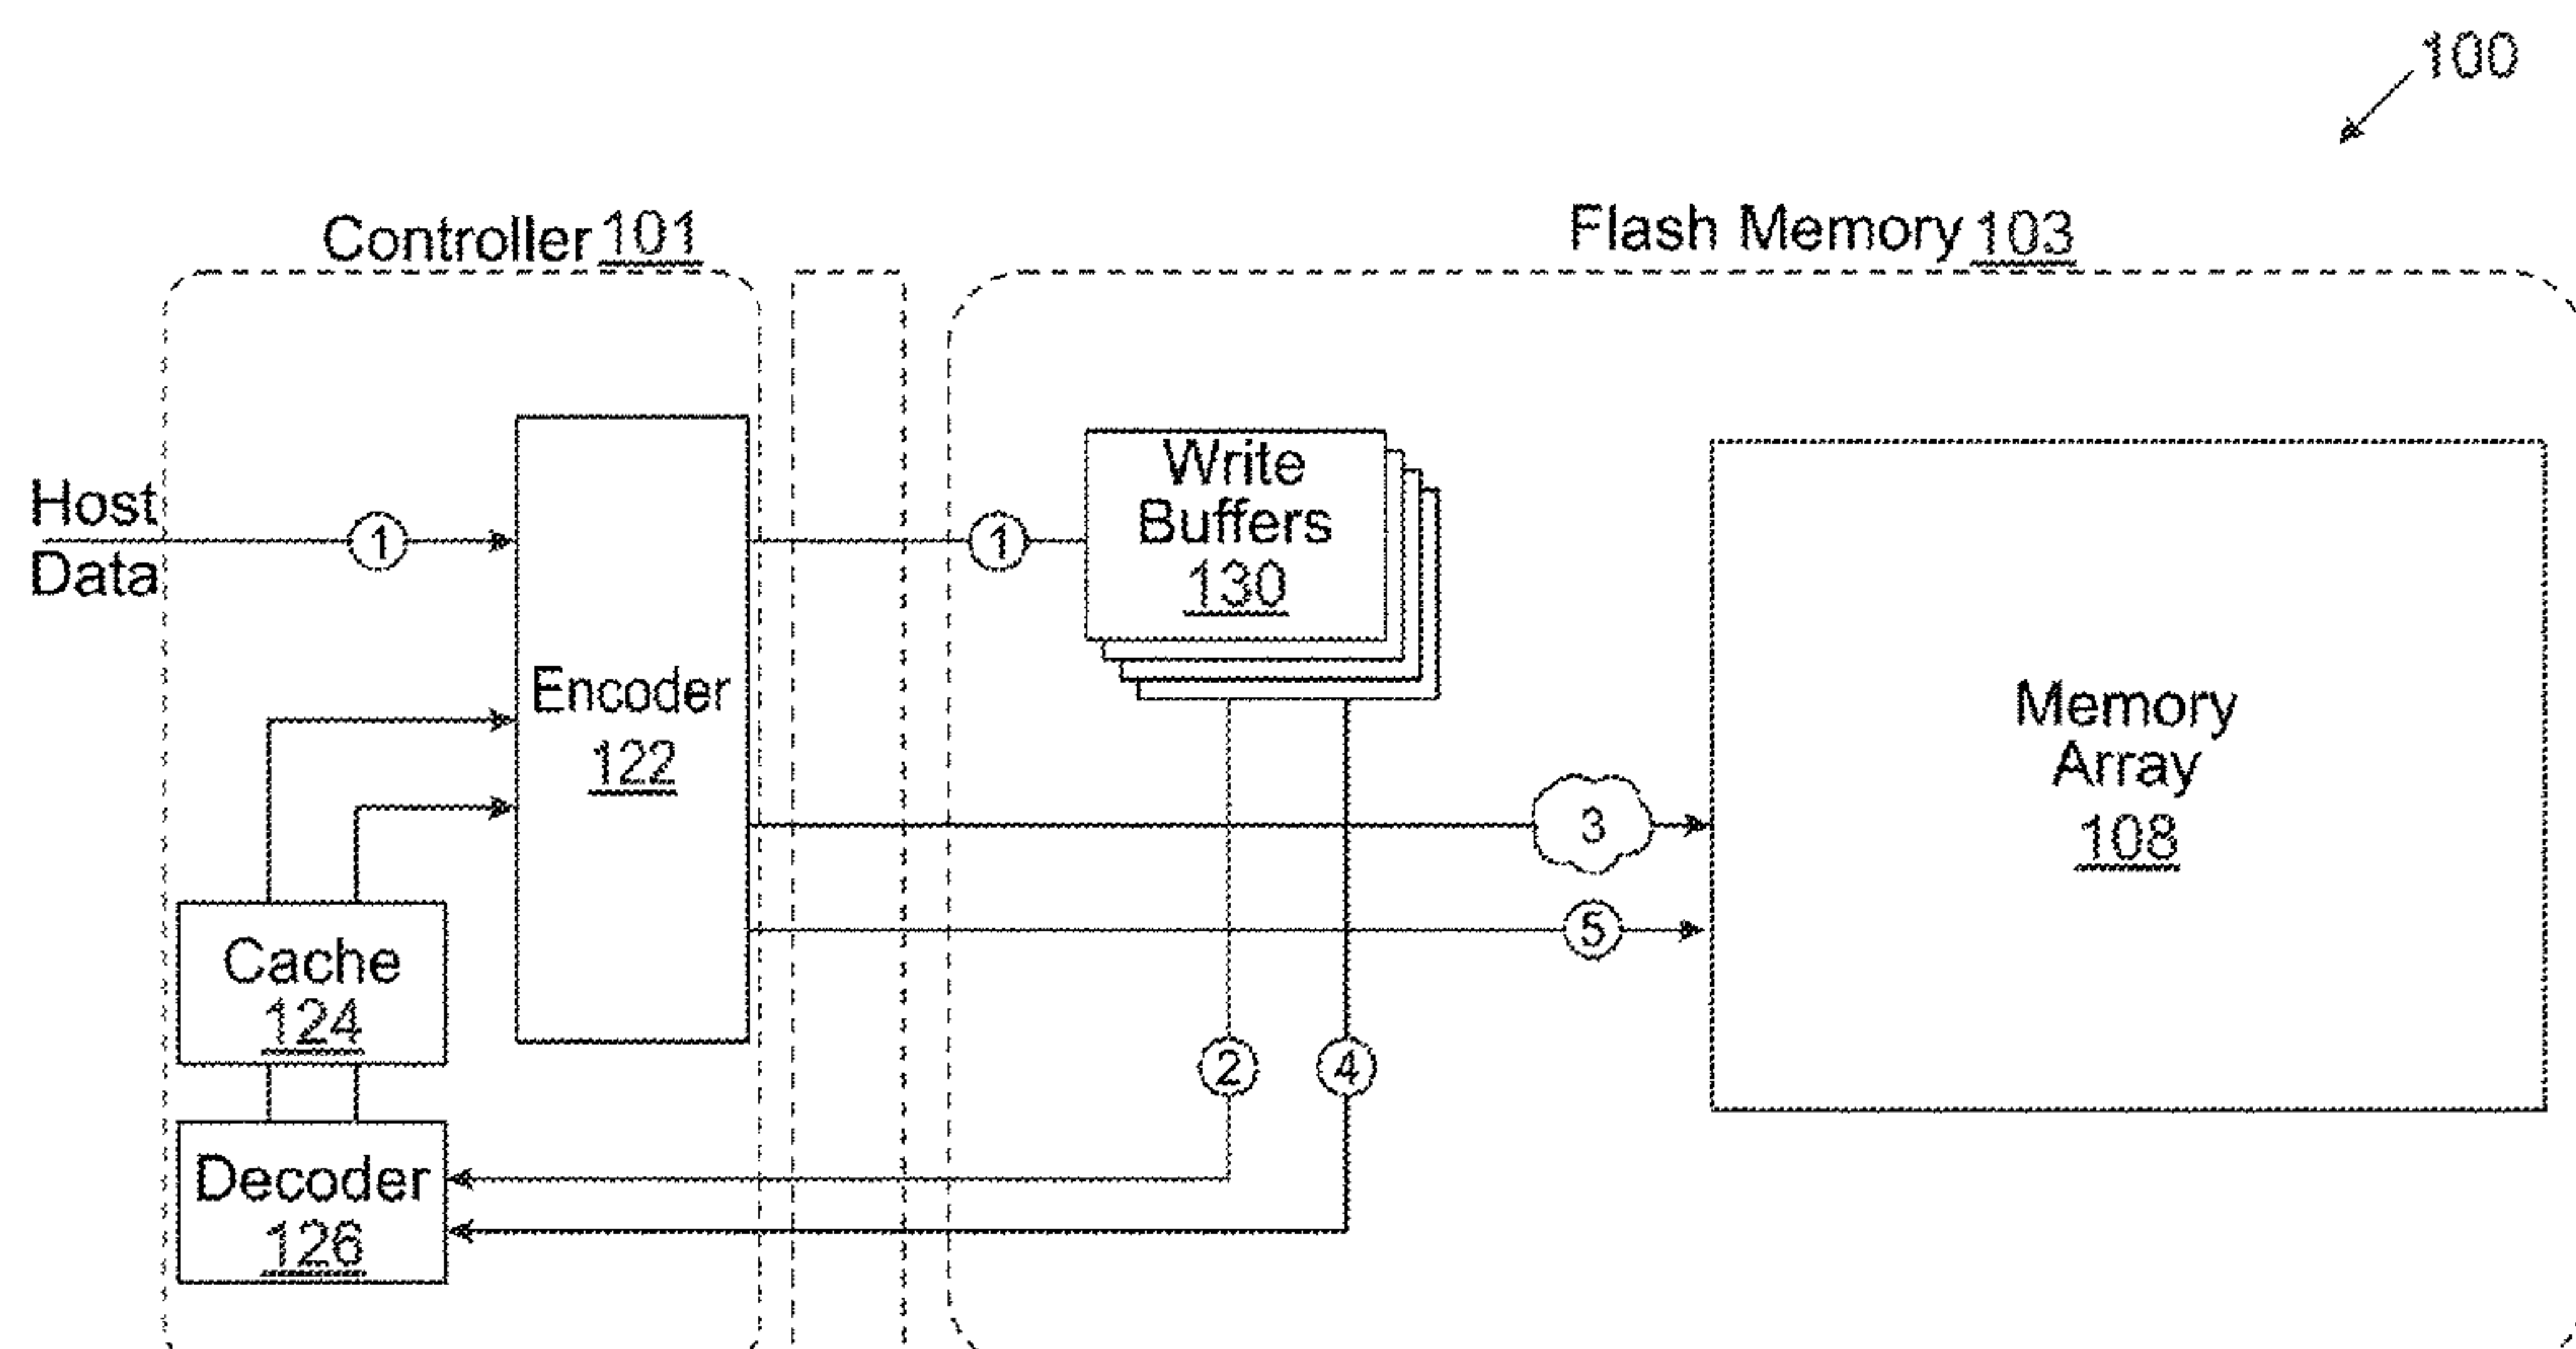 100
Controller 101
Flash Memory 103
Host
Data
1
1
Write
Buffers
130
Encoder
122
Memory
Array
108
3
5
Cache
124
2
4
Decoder
126